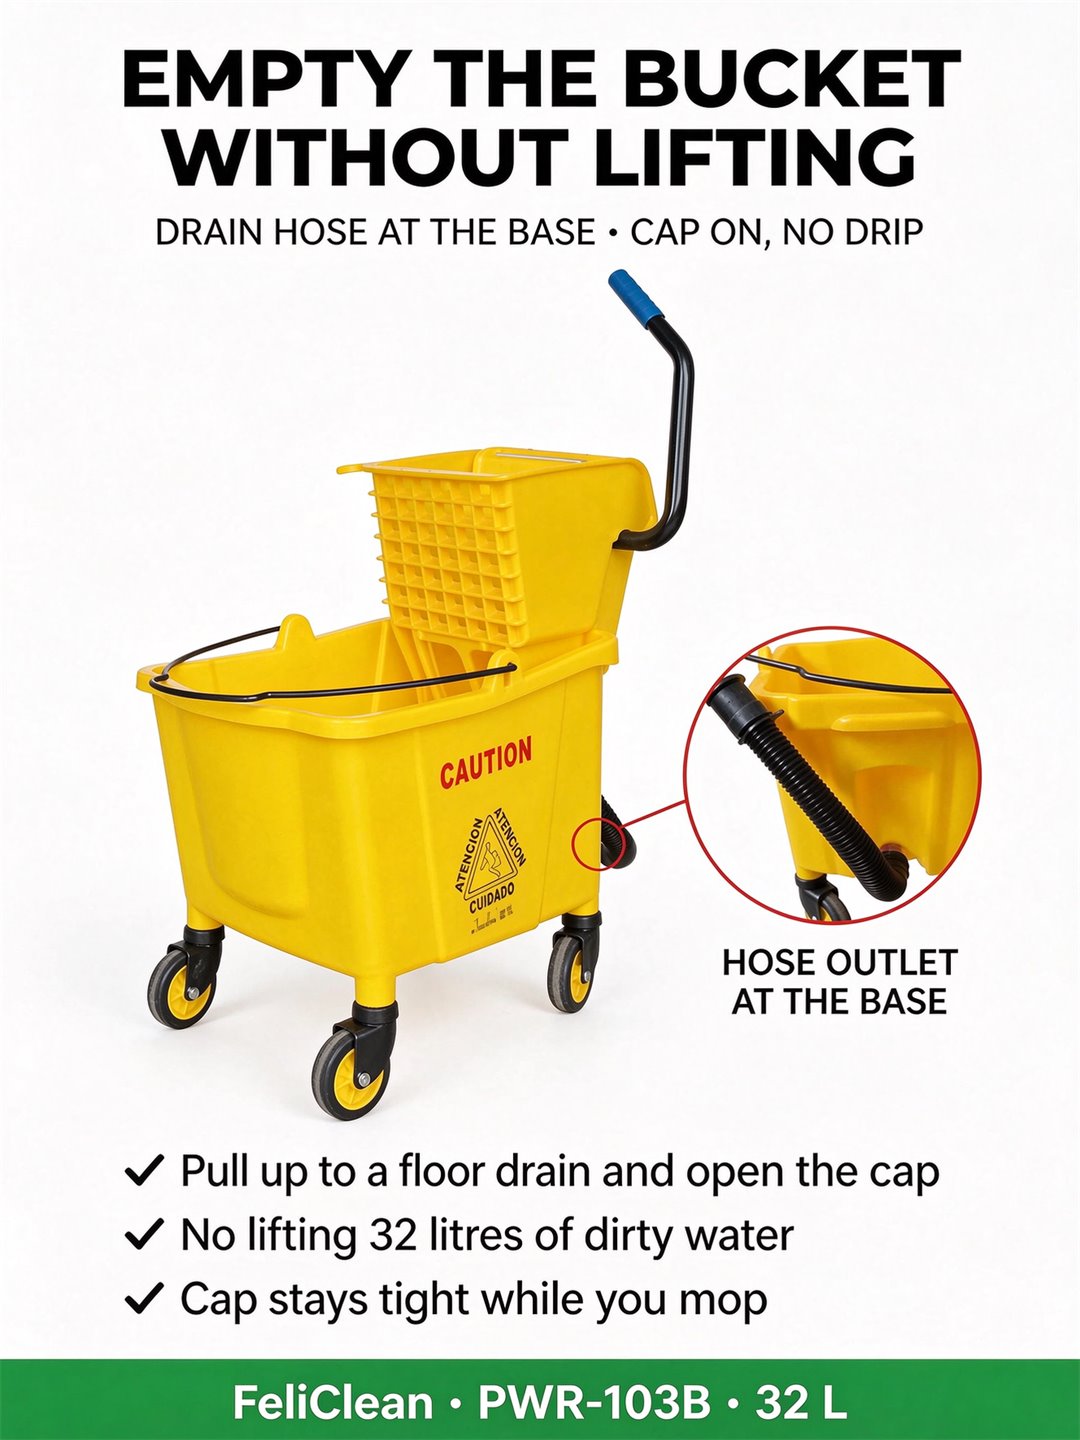 EMPTY THE BUCKET
WITHOUT LIFTING
DRAIN HOSE AT THE BASE • CAP ON, NO DRIP
CAUTION
ATENCION
ATENCION
CUIDADO
HOSE OUTLET
AT THE BASE
✓ Pull up to a floor drain and open the cap
✓ No lifting 32 litres of dirty water
✓ Cap stays tight while you mop
FeliClean • PWR-103B • 32 L